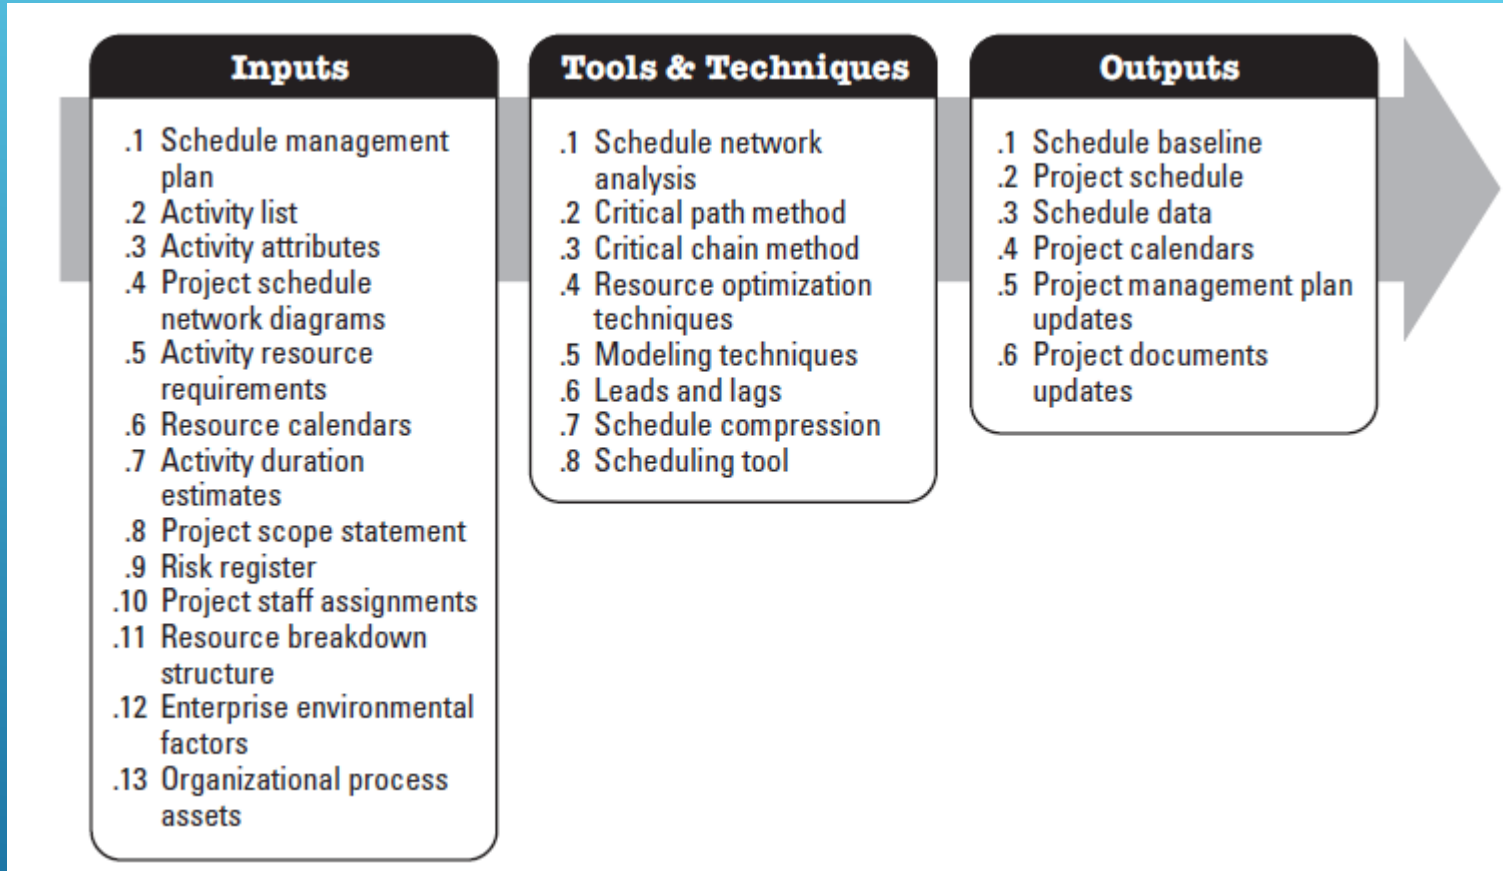 Inputs
.1 Schedule management
plan
.2 Activity list
.3 Activity attributes
.4 Project schedule
network diagrams
.5 Activity resource
requirements
.6 Resource calendars
.7 Activity duration
estimates
.8 Project scope statement
.9 Risk register
.10 Project staff assignments
.11 Resource breakdown
structure
.12 Enterprise environmental
factors
.13 Organizational process
assets
Tools & Techniques
.1 Schedule network
analysis
.2 Critical path method
.3 Critical chain method
.4 Resource optimization
techniques
.5 Modeling techniques
.6 Leads and lags
.7 Schedule compression
.8 Scheduling tool
Outputs
.1 Schedule baseline
.2 Project schedule
.3 Schedule data
.4 Project calendars
.5 Project management plan
updates
.6 Project documents
updates